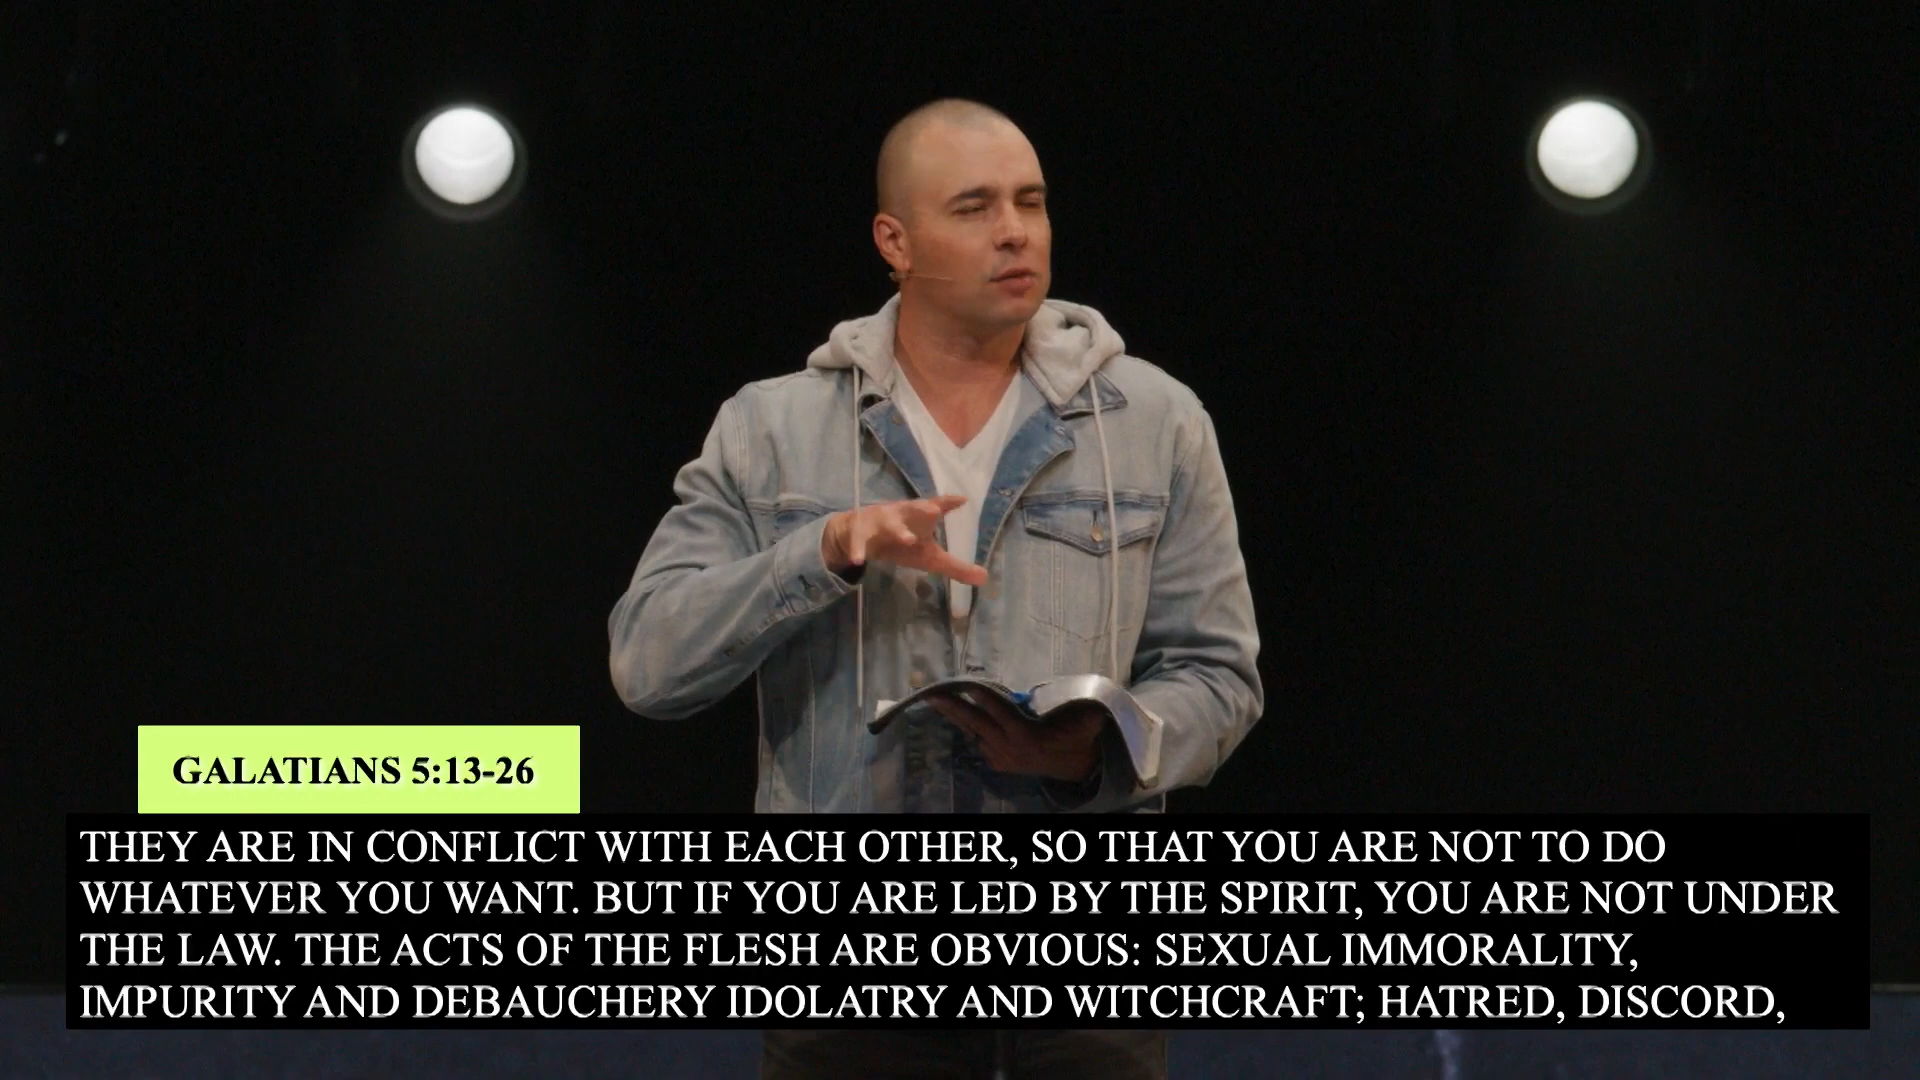 GALATIANS 5:13-26
THEY ARE IN CONFLICT WITH EACH OTHER, SO THAT YOU ARE NOT TO DO
WHATEVER YOU WANT. BUT IF YOU ARE LED BY THE SPIRIT, YOU ARE NOT UNDER
THE LAW. THE ACTS OF THE FLESH ARE OBVIOUS: SEXUAL IMMORALITY,
IMPURITY AND DEBAUCHERY IDOLATRY AND WITCHCRAFT; HATRED, DISCORD,